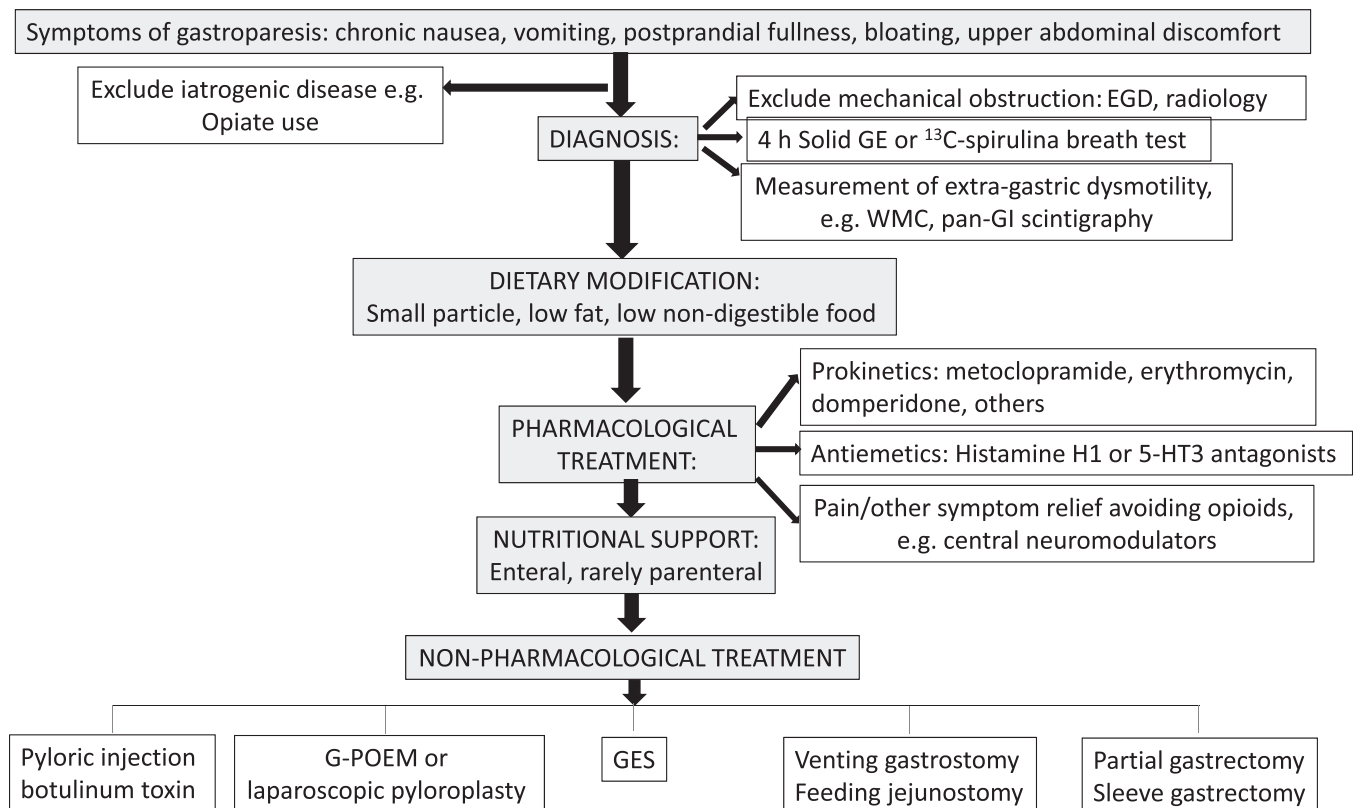 Symptoms of gastroparesis: chronic nausea, vomiting, postprandial fullness, bloating, upper abdominal discomfort
Exclude iatrogenic disease e.g.
Opiate use
DIAGNOSIS:
Exclude mechanical obstruction: EGD, radiology
4 h Solid GE or ¹³C-spirulina breath test
Measurement of extra-gastric dysmotility,
e.g. WMC, pan-GI scintigraphy
DIETARY MODIFICATION:
Small particle, low fat, low non-digestible food
PHARMACOLOGICAL
TREATMENT:
Prokinetics: metoclopramide, erythromycin,
domperidone, others
Antiemetics: Histamine H1 or 5-HT3 antagonists
Pain/other symptom relief avoiding opioids,
e.g. central neuromodulators
NUTRITIONAL SUPPORT:
Enteral, rarely parenteral
NON-PHARMACOLOGICAL TREATMENT
Pyloric injection
botulinum toxin
G-POEM or
laparoscopic pyloroplasty
GES
Venting gastrostomy
Feeding jejunostomy
Partial gastrectomy
Sleeve gastrectomy